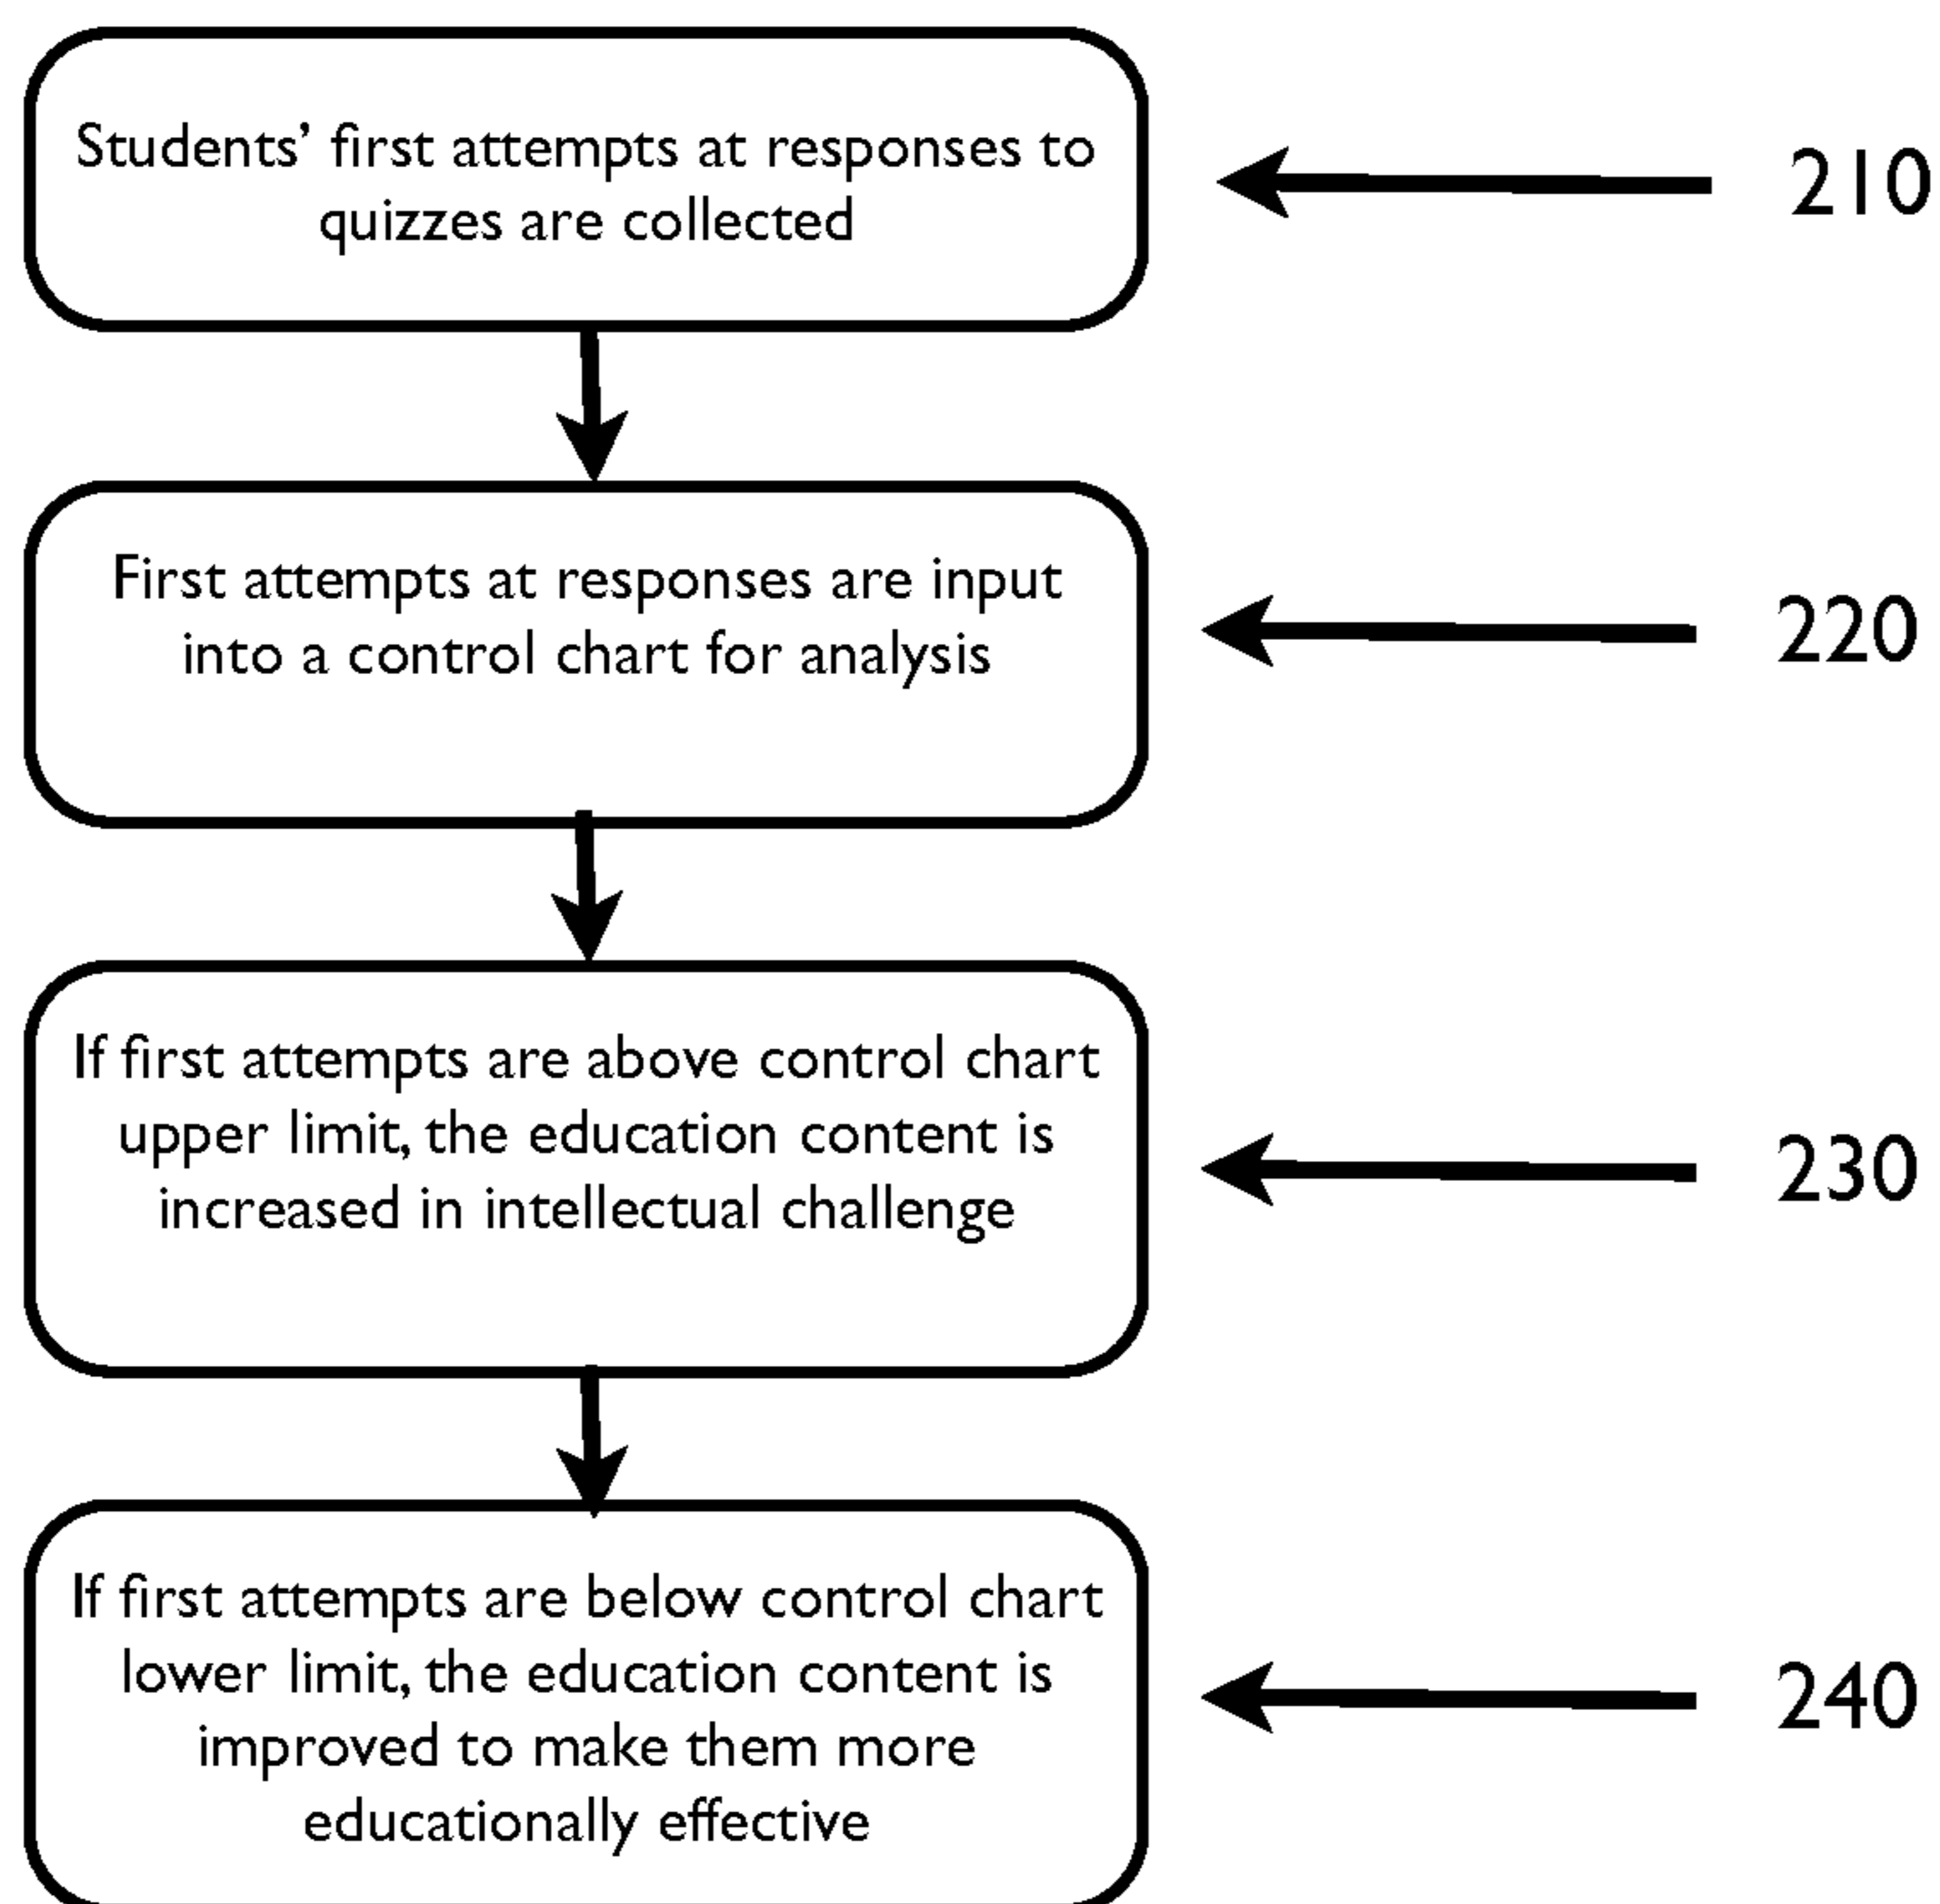 Students’ first attempts at responses to
quizzes are collected
210
First attempts at responses are input
into a control chart for analysis
220
If first attempts are above control chart
upper limit, the education content is
increased in intellectual challenge
230
If first attempts are below control chart
lower limit, the education content is
improved to make them more
educationally effective
240